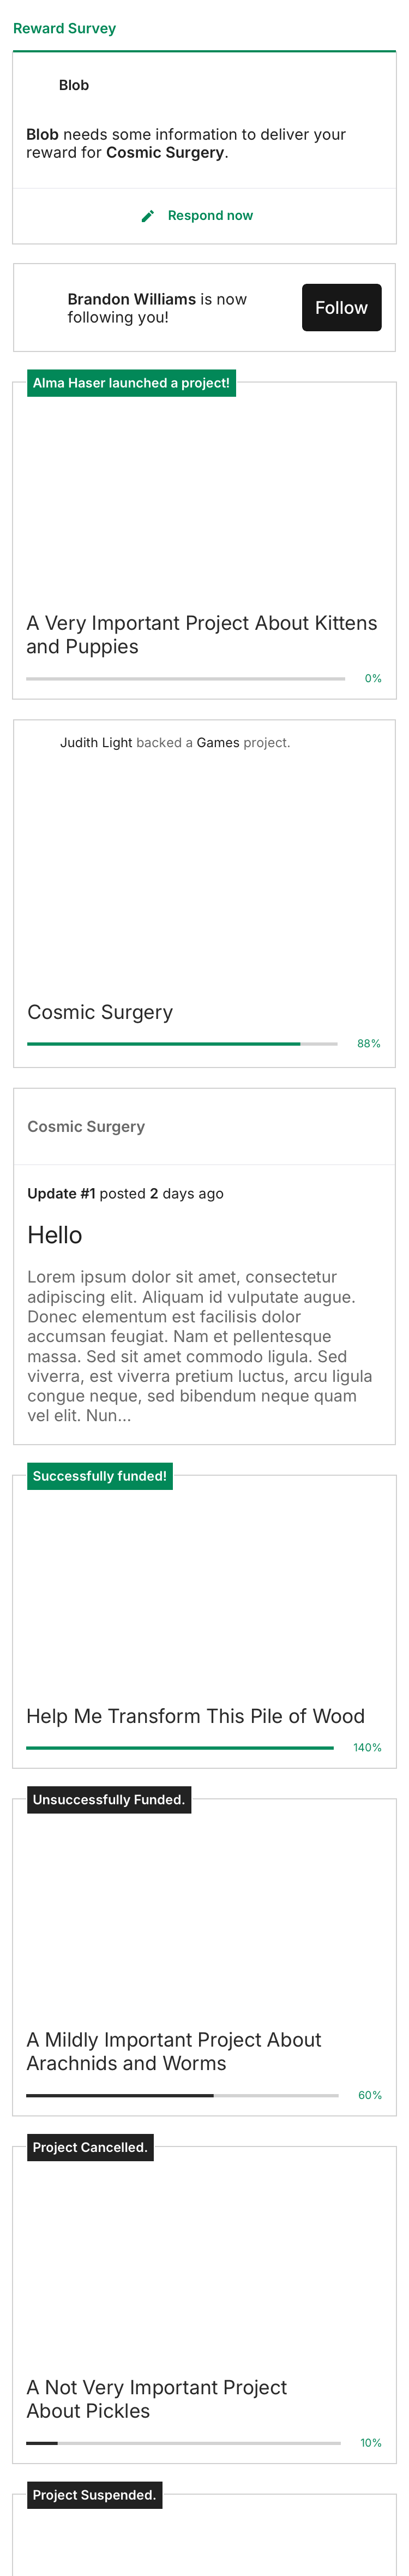 Reward Survey
Blob
Blob needs some information to deliver your
reward for Cosmic Surgery.
Respond now
Brandon Williams is now
following you!
Follow
Alma Haser launched a project!
A Very Important Project About Kittens
and Puppies
0%
Judith Light backed a Games project.
Cosmic Surgery
88%
Cosmic Surgery
Update #1 posted 2 days ago
Hello
Lorem ipsum dolor sit amet, consectetur
adipiscing elit. Aliquam id vulputate augue.
Donec elementum est facilisis dolor
accumsan feugiat. Nam et pellentesque
massa. Sed sit amet commodo ligula. Sed
viverra, est viverra pretium luctus, arcu ligula
congue neque, sed bibendum neque quam
vel elit. Nun...
Successfully funded!
Help Me Transform This Pile of Wood
140%
Unsuccessfully Funded.
A Mildly Important Project About
Arachnids and Worms
60%
Project Cancelled.
A Not Very Important Project
About Pickles
10%
Project Suspended.